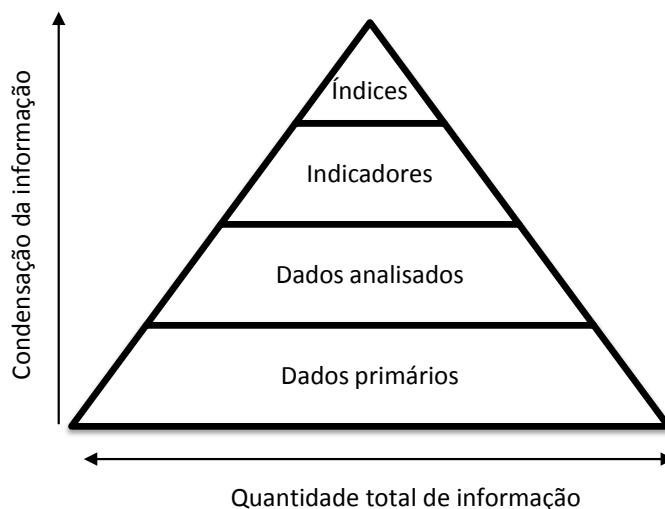 Condensação da informação
Índices
Indicadores
Dados analisados
Dados primários
Quantidade total de informação